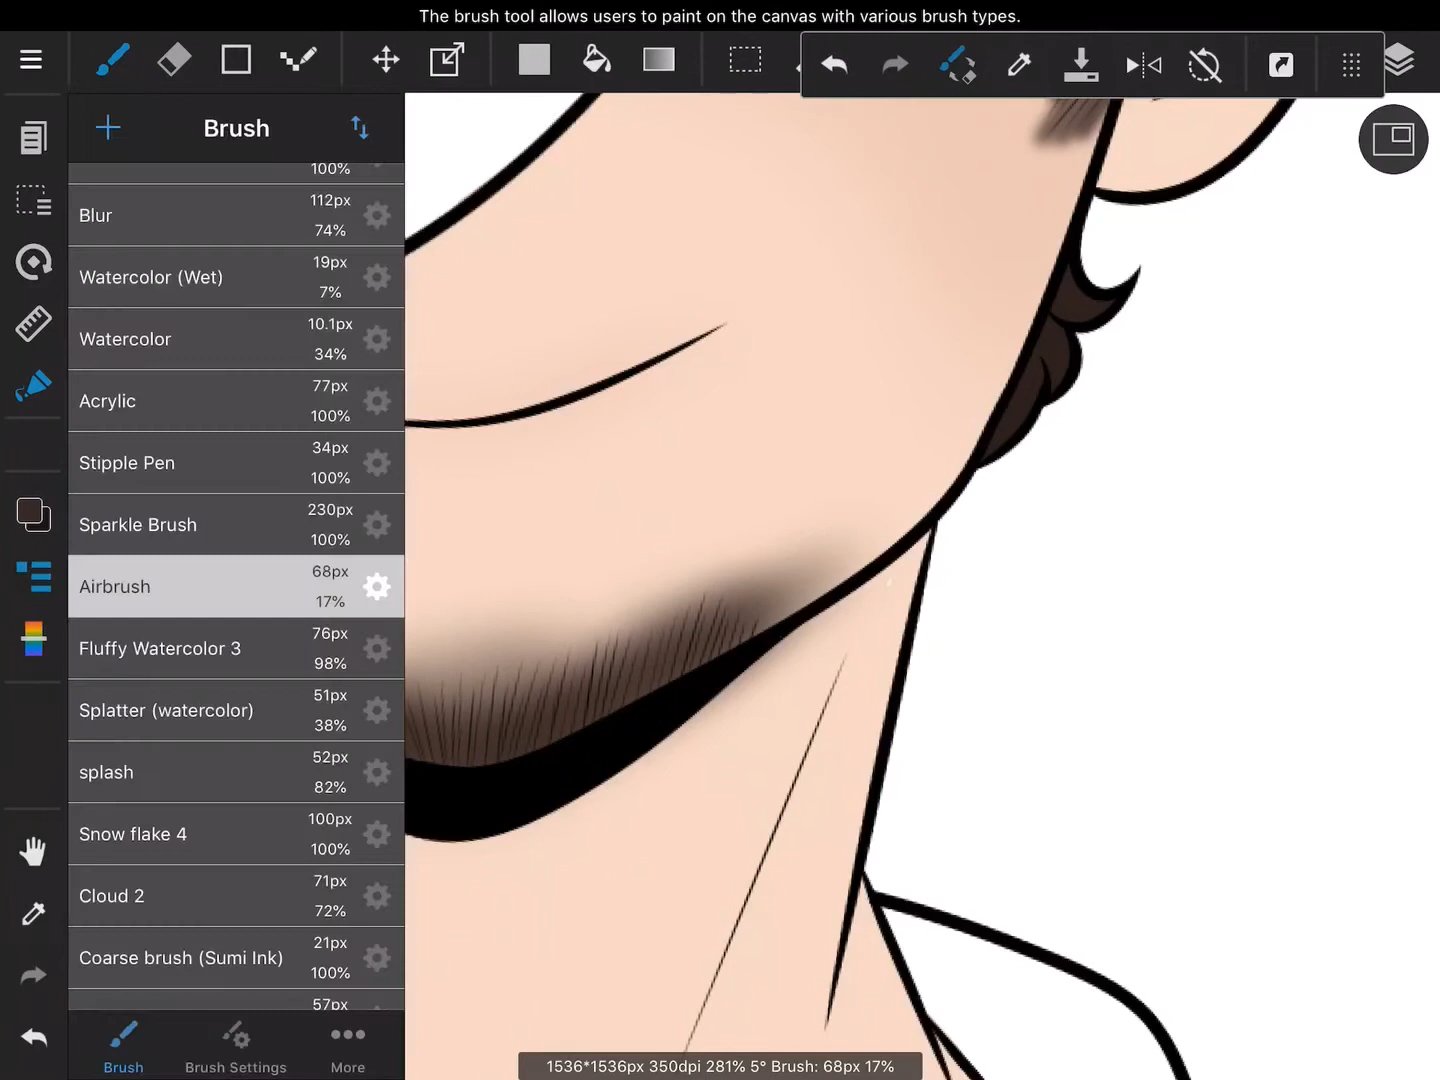 The brush tool allows users to paint on the canvas with various brush types.
Brush
100%
Blur
112px
74%
Watercolor (Wet)
19px
7%
Watercolor
10.1px
34%
Acrylic
77px
100%
Stipple Pen
34px
100%
Sparkle Brush
230px
100%
Airbrush
68px
17%
Fluffy Watercolor 3
76px
98%
Splatter (watercolor)
51px
38%
splash
52px
82%
Snow flake 4
100px
100%
Cloud 2
71px
72%
Coarse brush (Sumi Ink)
21px
100%
57px
Brush
Brush Settings
More
1536*1536px 350dpi 281% 5° Brush: 68px 17%